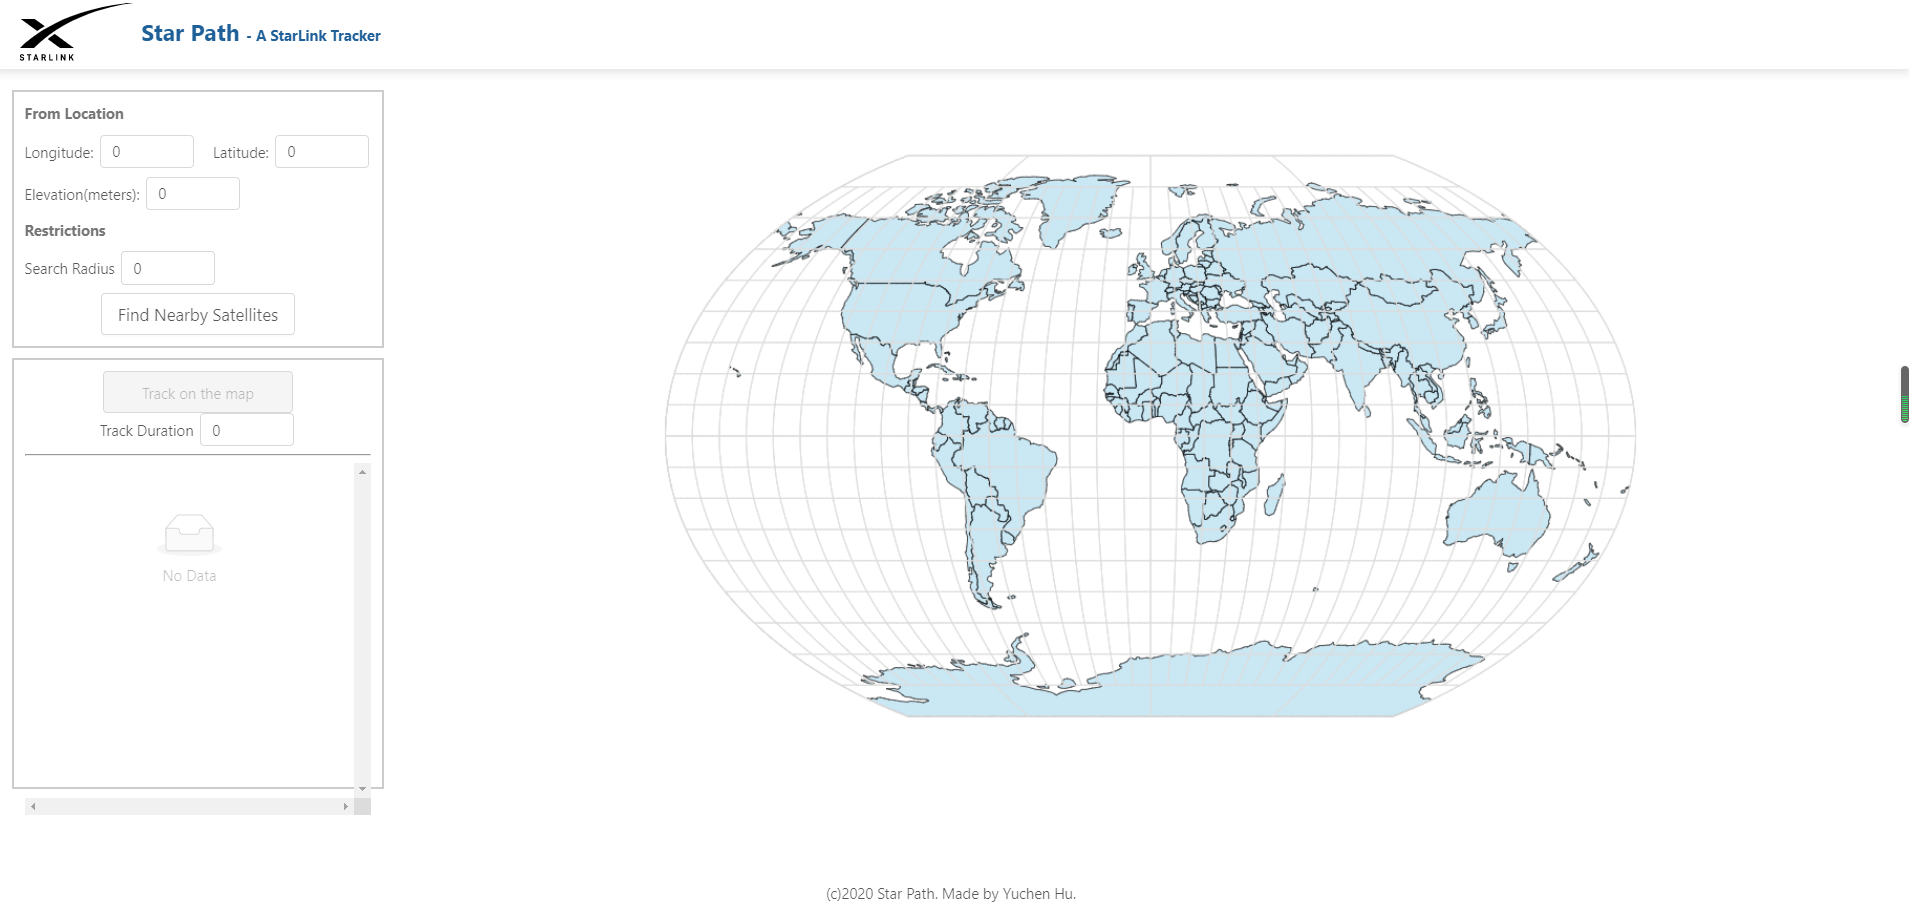 STARLINK
Star Path - A StarLink Tracker
From Location
Longitude: 0 Latitude: 0
Elevation(meters): 0
Restrictions
Search Radius 0
Find Nearby Satellites
Track on the map
Track Duration 0
No Data
(c)2020 Star Path. Made by Yuchen Hu.